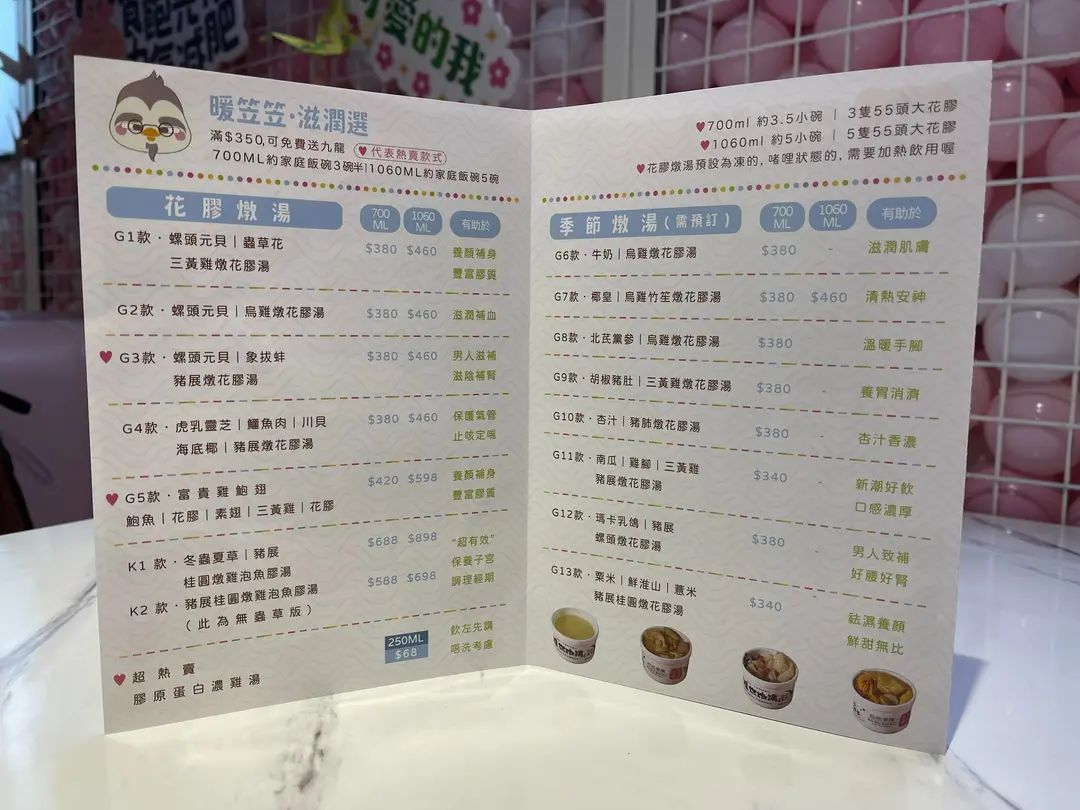 愛的我
減肥
暖笠笠·滋潤選
滿$350,可免費送九龍
♥代表熱賣款式
700ML約家庭飯碗3碗半|1060ML約家庭飯碗5碗
花膠燉湯
700 ML
1060 ML
有助於
G1款·螺頭元貝|蟲草花
三黃雞燉花膠湯
$380 $460
養顏補身
豐富膠質
G2款·螺頭元貝|烏雞燉花膠湯
$380 $460
滋潤補血
♥G3款·螺頭元貝|象拔蚌
豬展燉花膠湯
$380 $460
男人滋補
滋陰補腎
G4款·虎乳靈芝|鱷魚肉|川貝
海底椰|豬展燉花膠湯
$380 $460
保護氣管
止咳定喘
♥G5款·富貴雞鮑翅
鮑魚|花膠|素翅|三黃雞|花膠
$420 $598
養顏補身
豐富膠質
K1款·冬蟲夏草|豬展
桂圓燉雞泡魚膠湯
$688 $898
K2款·豬展桂圓燉雞泡魚膠湯
(此為無蟲草版)
$588 $698
"超有效"
保養子宮
調理經期
♥超熱賣
膠原蛋白濃雞湯
250ML
$68
飲左先講
唔洗考慮
♥700ml 約3.5小碗 | 3隻55頭大花膠
♥1060ml 約5小碗 | 5隻55頭大花膠
♥花膠燉湯預設為凍的,啫喱狀態的,需要加熱飲用喔
季節燉湯(需預訂)
700 ML
1060 ML
有助於
G6款·牛奶|烏雞燉花膠湯
$380 -
滋潤肌膚
G7款·椰皇|烏雞竹笙燉花膠湯
$380 $460
清熱安神
G8款·北芪黨參|烏雞燉花膠湯
$380 -
溫暖手腳
G9款·胡椒豬肚|三黃雞燉花膠湯
$380 -
養胃消滯
G10款·杏汁|豬肺燉花膠湯
$380 -
杏汁香濃
G11款·南瓜|雞腳|三黃雞
豬展燉花膠湯
$340 -
新潮好飲
口感濃厚
G12款·瑪卡乳鴿|豬展
螺頭燉花膠湯
$380 -
男人致補
好腰好腎
G13款·粟米|鮮淮山|薏米
豬展桂圓燉花膠湯
$340 -
祛濕養顏
鮮甜無比